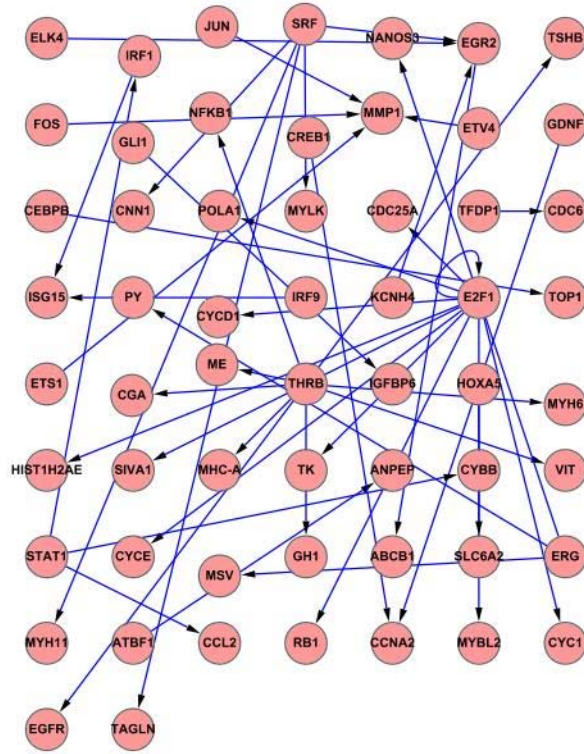 ELK4
JUN
SRF
NANOS3
EGR2
TSHB
IRF1
FOS
GLI1
NFKB1
CREB1
MMP1
ETV4
GDNF
CEBPB
CNN1
POLA1
MYLK
CDC25A
TFDP1
CDC6
ISG15
PY
CYCD1
IRF9
KCNH4
E2F1
TOP1
ETS1
CGA
ME
THRB
IGFBP6
HOXA5
MYH6
HIST1H2AE
SIVA1
MHC-A
TK
ANPEP
CYBB
VIT
STAT1
CYCE
MSV
GH1
ABCB1
SLC6A2
ERG
MYH11
ATBF1
CCL2
RB1
CCNA2
MYBL2
CYC1
EGFR
TAGLN